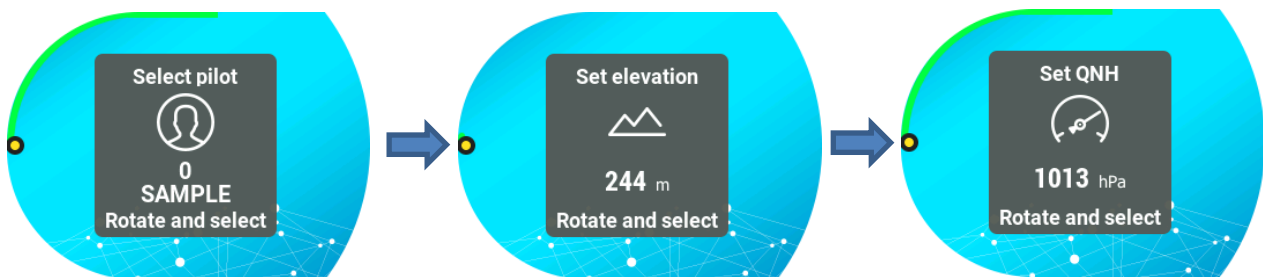 Select pilot
0
SAMPLE
Rotate and select
Set elevation
244 m
Rotate and select
Set QNH
1013 hPa
Rotate and select